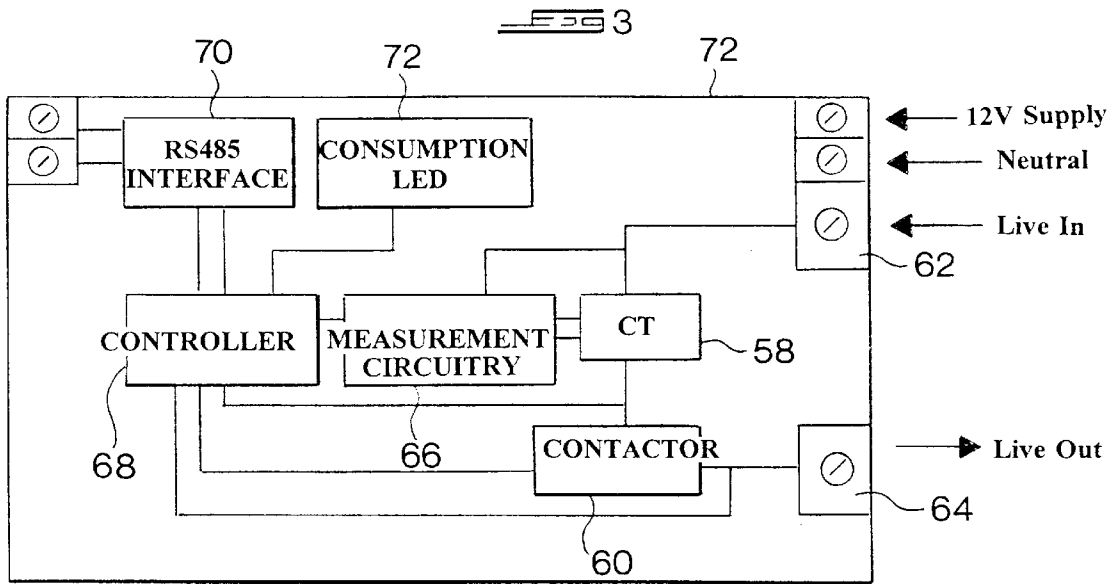 3
70
72
72
RS485
INTERFACE
CONSUMPTION
LED
12V Supply
Neutral
Live In
62
CONTROLLER
MEASUREMENT
CIRCUITRY
CT
58
68
66
CONTACTOR
Live Out
64
60